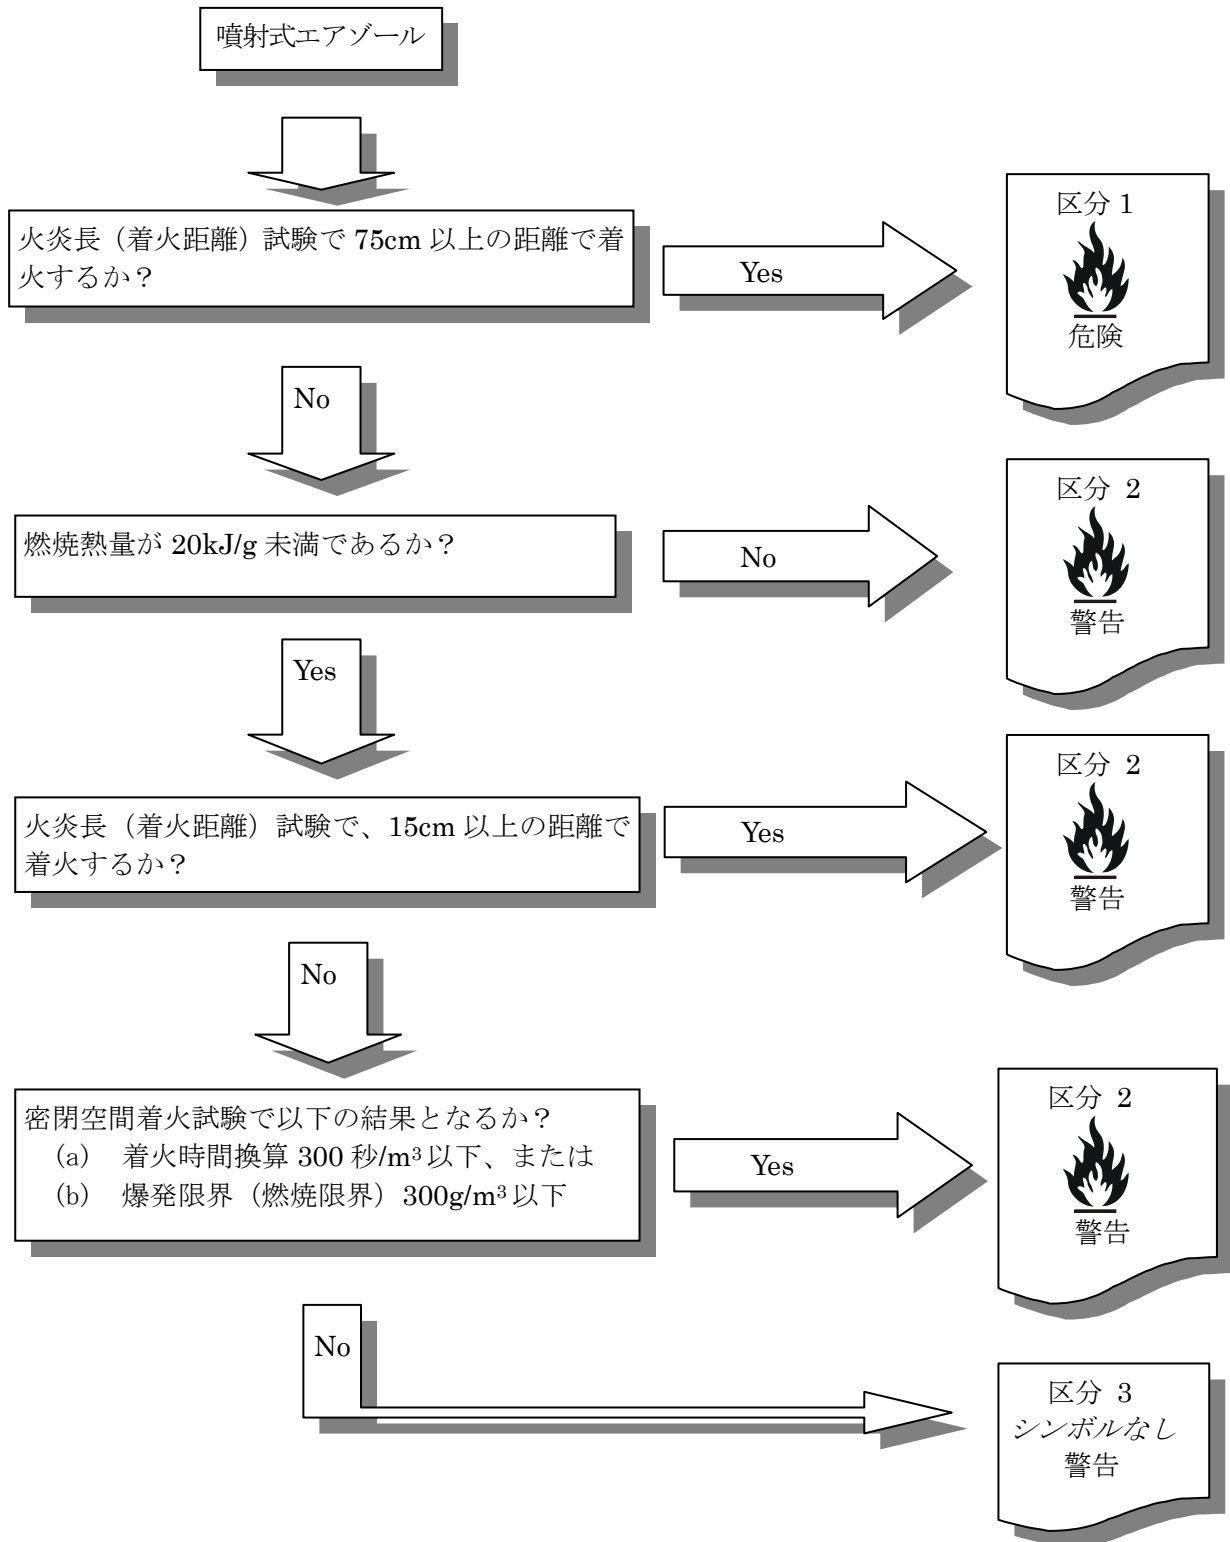 噴射式エアゾール
火炎長（着火距離）試験で 75cm 以上の距離で着
火するか？
Yes
区分 1
危険
No
燃焼熱量が 20kJ/g 未満であるか？
No
区分 2
警告
Yes
火炎長（着火距離）試験で、15cm 以上の距離で
着火するか？
Yes
区分 2
警告
No
密閉空間着火試験で以下の結果となるか？
(a) 着火時間換算 300 秒/m³以下、または
(b) 爆発限界（燃焼限界）300g/m³以下
Yes
区分 2
警告
No
区分 3
シンボルなし
警告